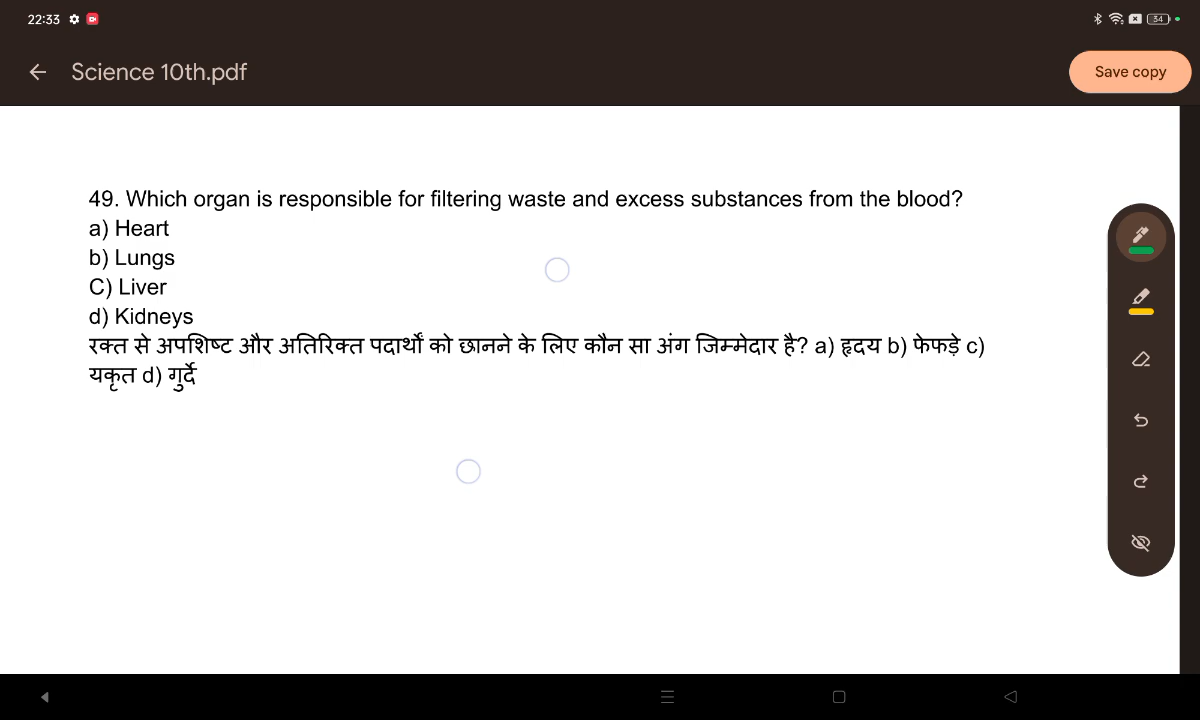 22:33
34
Science 10th.pdf
Save copy
49. Which organ is responsible for filtering waste and excess substances from the blood?
a) Heart
b) Lungs
C) Liver
d) Kidneys
रक्त से अपशिष्ट और अतिरिक्त पदार्थों को छानने के लिए कौन सा अंग जिम्मेदार है? a) हृदय b) फेफड़े c)
यकृत d) गुर्दे